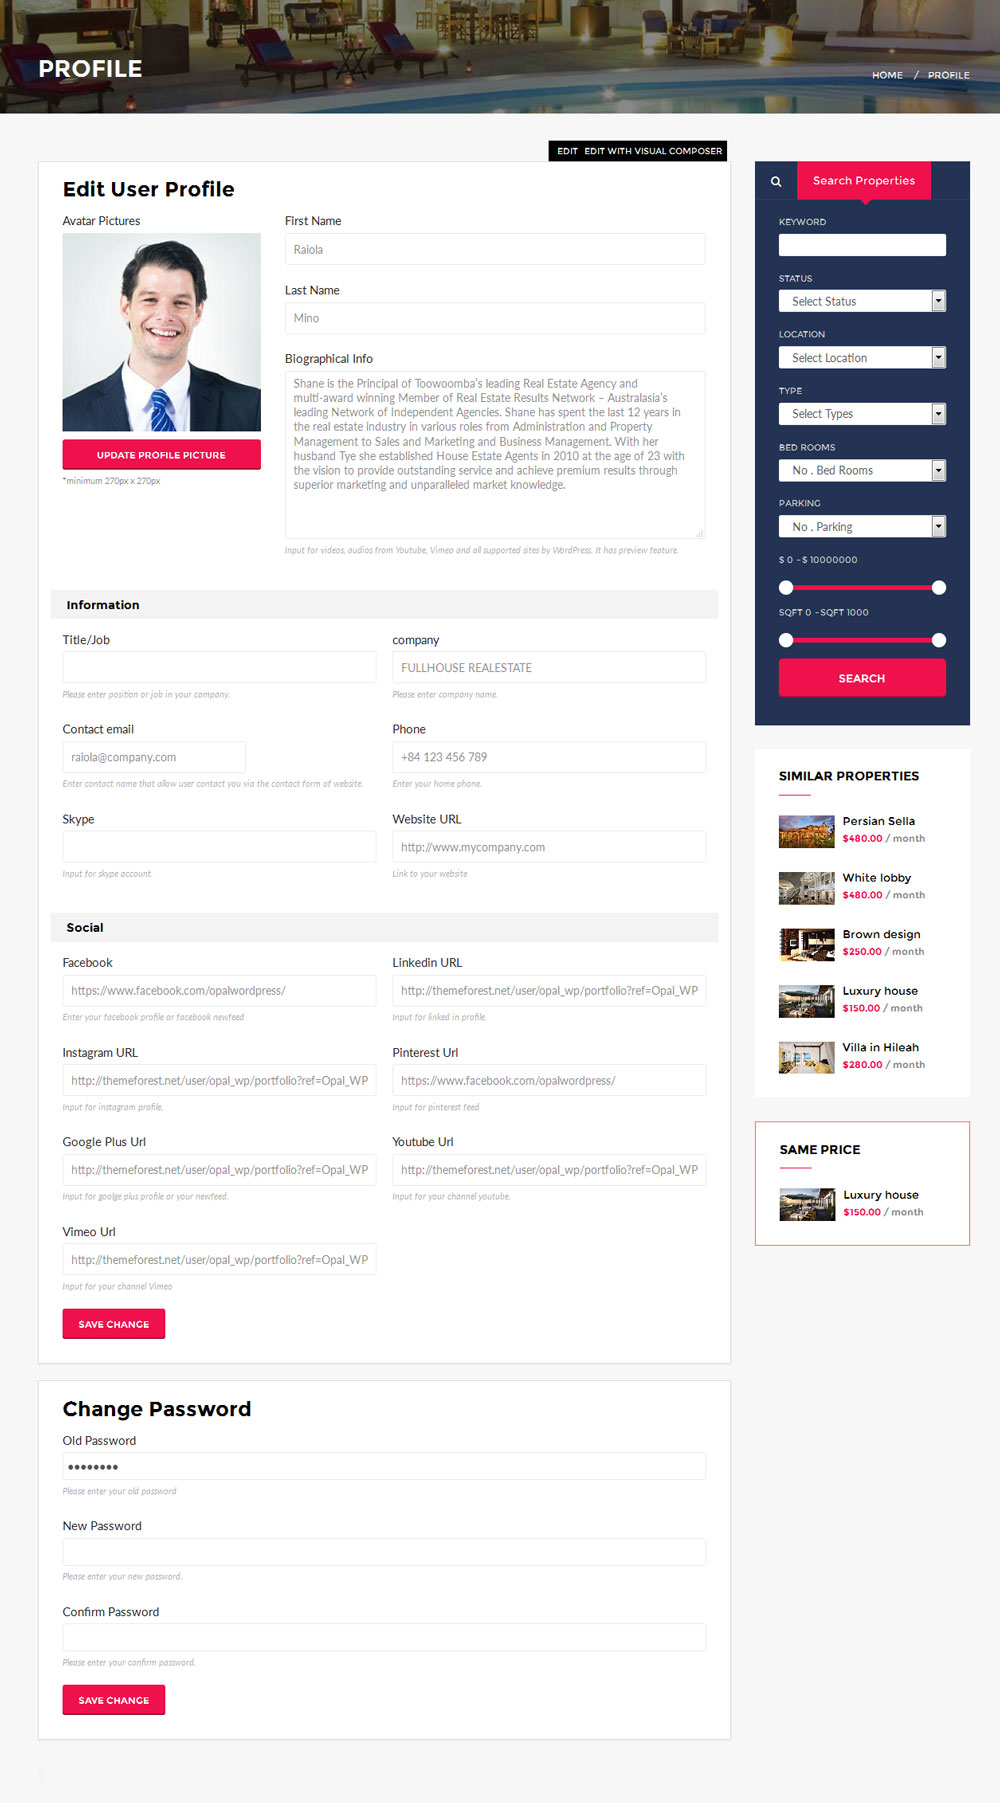 PROFILE
HOME / PROFILE
EDIT EDIT WITH VISUAL COMPOSER
Edit User Profile
Avatar Pictures
UPDATE PROFILE PICTURE
*minimum 270px x 270px
First Name
Raiola
Last Name
Mino
Biographical Info
Shane is the Principal of Toowoomba's leading Real Estate Agency and
multi-award winning Member of Real Estate Results Network – Australasia's
leading Network of Independent Agencies. Shane has spent the last 12 years in
the real estate industry in various roles from Administration and Property
Management to Sales and Marketing and Business Management. With her
husband Tye she established House Estate Agents in 2010 at the age of 23 with
the vision to provide outstanding service and achieve premium results through
superior marketing and unparalleled market knowledge.
Input for videos, audios from Youtube, Vimeo and all supported sites by WordPress. It has preview feature.
Information
Title/Job
Please enter position or job in your company.
company
FULLHOUSE REALESTATE
Please enter company name.
Contact email
raiola@company.com
Enter contact name that allow user contact you via the contact form of website.
Phone
+84 123 456 789
Enter your home phone.
Skype
Input for skype account.
Website URL
http://www.mycompany.com
Link to your website
Social
Facebook
https://www.facebook.com/opalwordpress/
Enter your facebook profile or facebook newfeed
Linkedin URL
http://themeforest.net/user/opal_wp/portfolio?ref=Opal_WP
Input for linked in profile.
Instagram URL
http://themeforest.net/user/opal_wp/portfolio?ref=Opal_WP
Input for instagram profile.
Pinterest Url
https://www.facebook.com/opalwordpress/
Input for pinterest feed
Google Plus Url
http://themeforest.net/user/opal_wp/portfolio?ref=Opal_WP
Input for goolge plus profile or your newfeed.
Youtube Url
http://themeforest.net/user/opal_wp/portfolio?ref=Opal_WP
Input for your channel youtube.
Vimeo Url
http://themeforest.net/user/opal_wp/portfolio?ref=Opal_WP
Input for your channel Vimeo
SAVE CHANGE
Change Password
Old Password
••••••••
Please enter your old password
New Password
Please enter your new password.
Confirm Password
Please enter your confirm password.
SAVE CHANGE
Search Properties
KEYWORD
STATUS
Select Status
LOCATION
Select Location
TYPE
Select Types
BED ROOMS
No . Bed Rooms
PARKING
No . Parking
$ 0 - $ 10000000
SQFT 0 - SQFT 1000
SEARCH
SIMILAR PROPERTIES
Persian Sella
$480.00 / month
White lobby
$480.00 / month
Brown design
$250.00 / month
Luxury house
$150.00 / month
Villa in Hileah
$280.00 / month
SAME PRICE
Luxury house
$150.00 / month